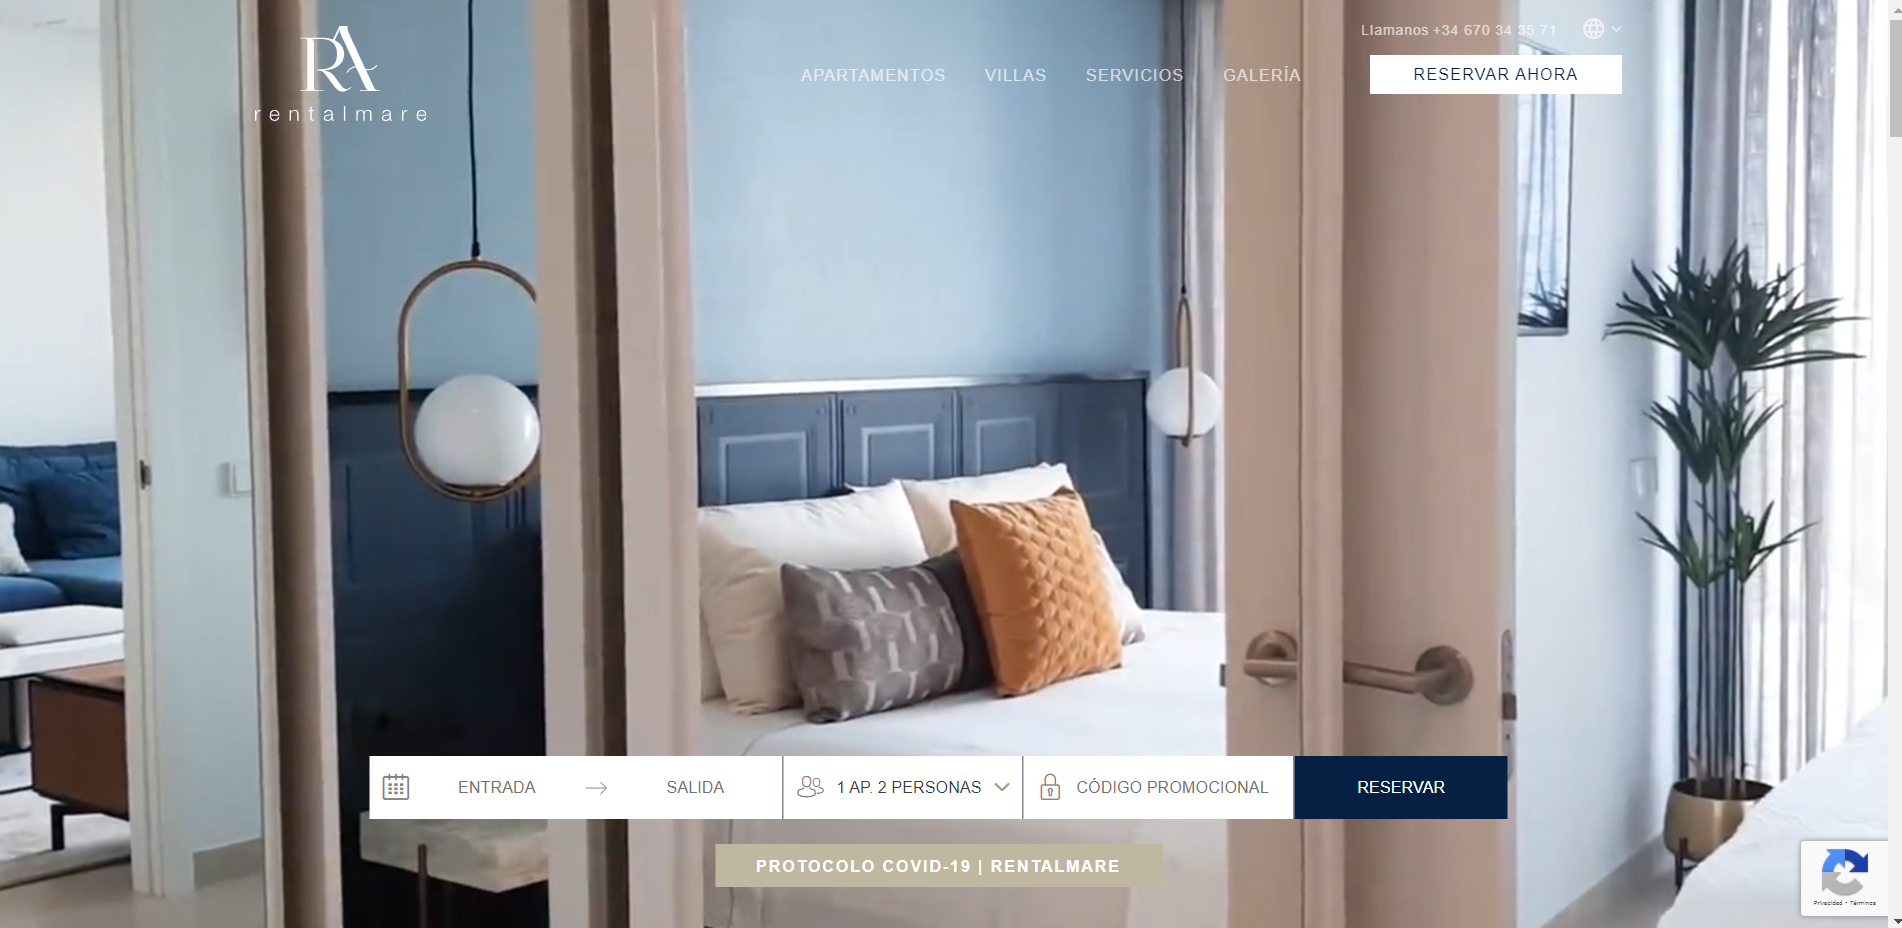 Llamanos +34 670 34 35 71
RA
rentalmare
APARTAMENTOS VILLAS SERVICIOS GALERÍA RESERVAR AHORA
ENTRADA SALIDA 1 AP. 2 PERSONAS CÓDIGO PROMOCIONAL RESERVAR
PROTOCOLO COVID-19 | RENTALMARE
Privacidad - Términos